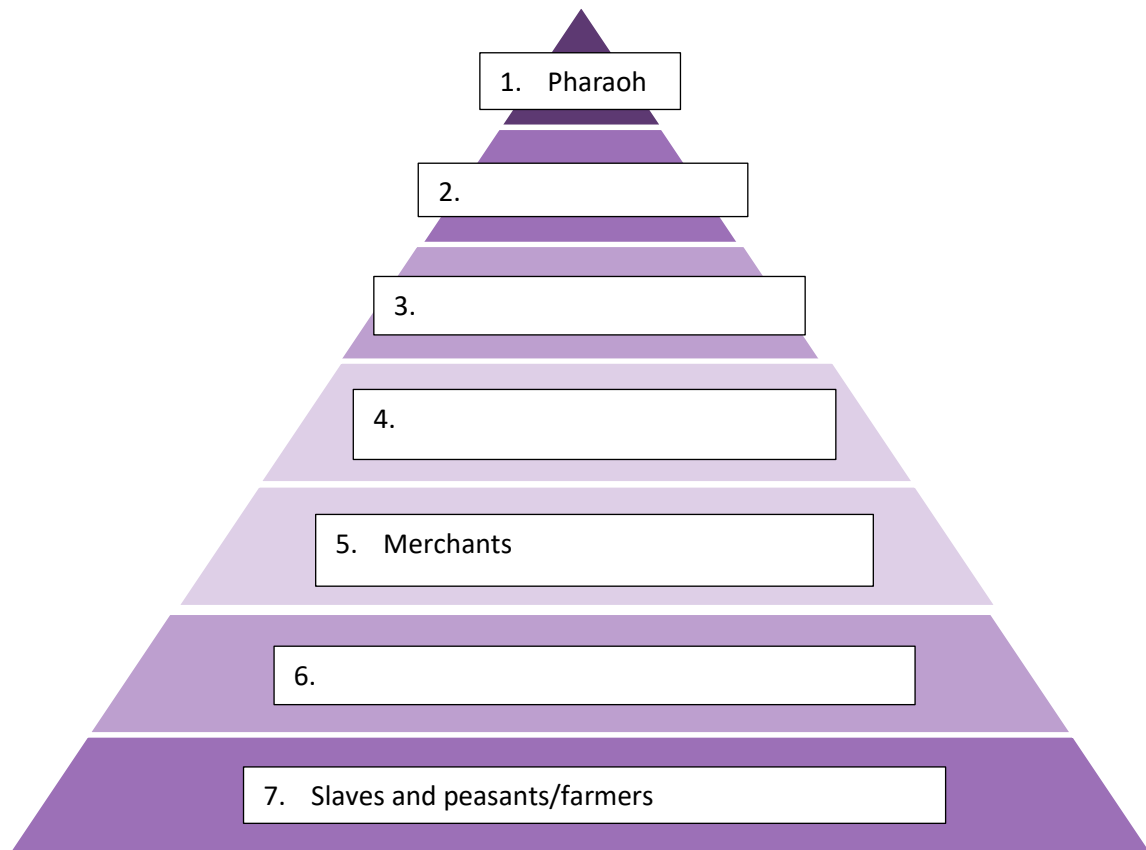 1. Pharaoh
2.
3.
4.
5. Merchants
6.
7. Slaves and peasants/farmers